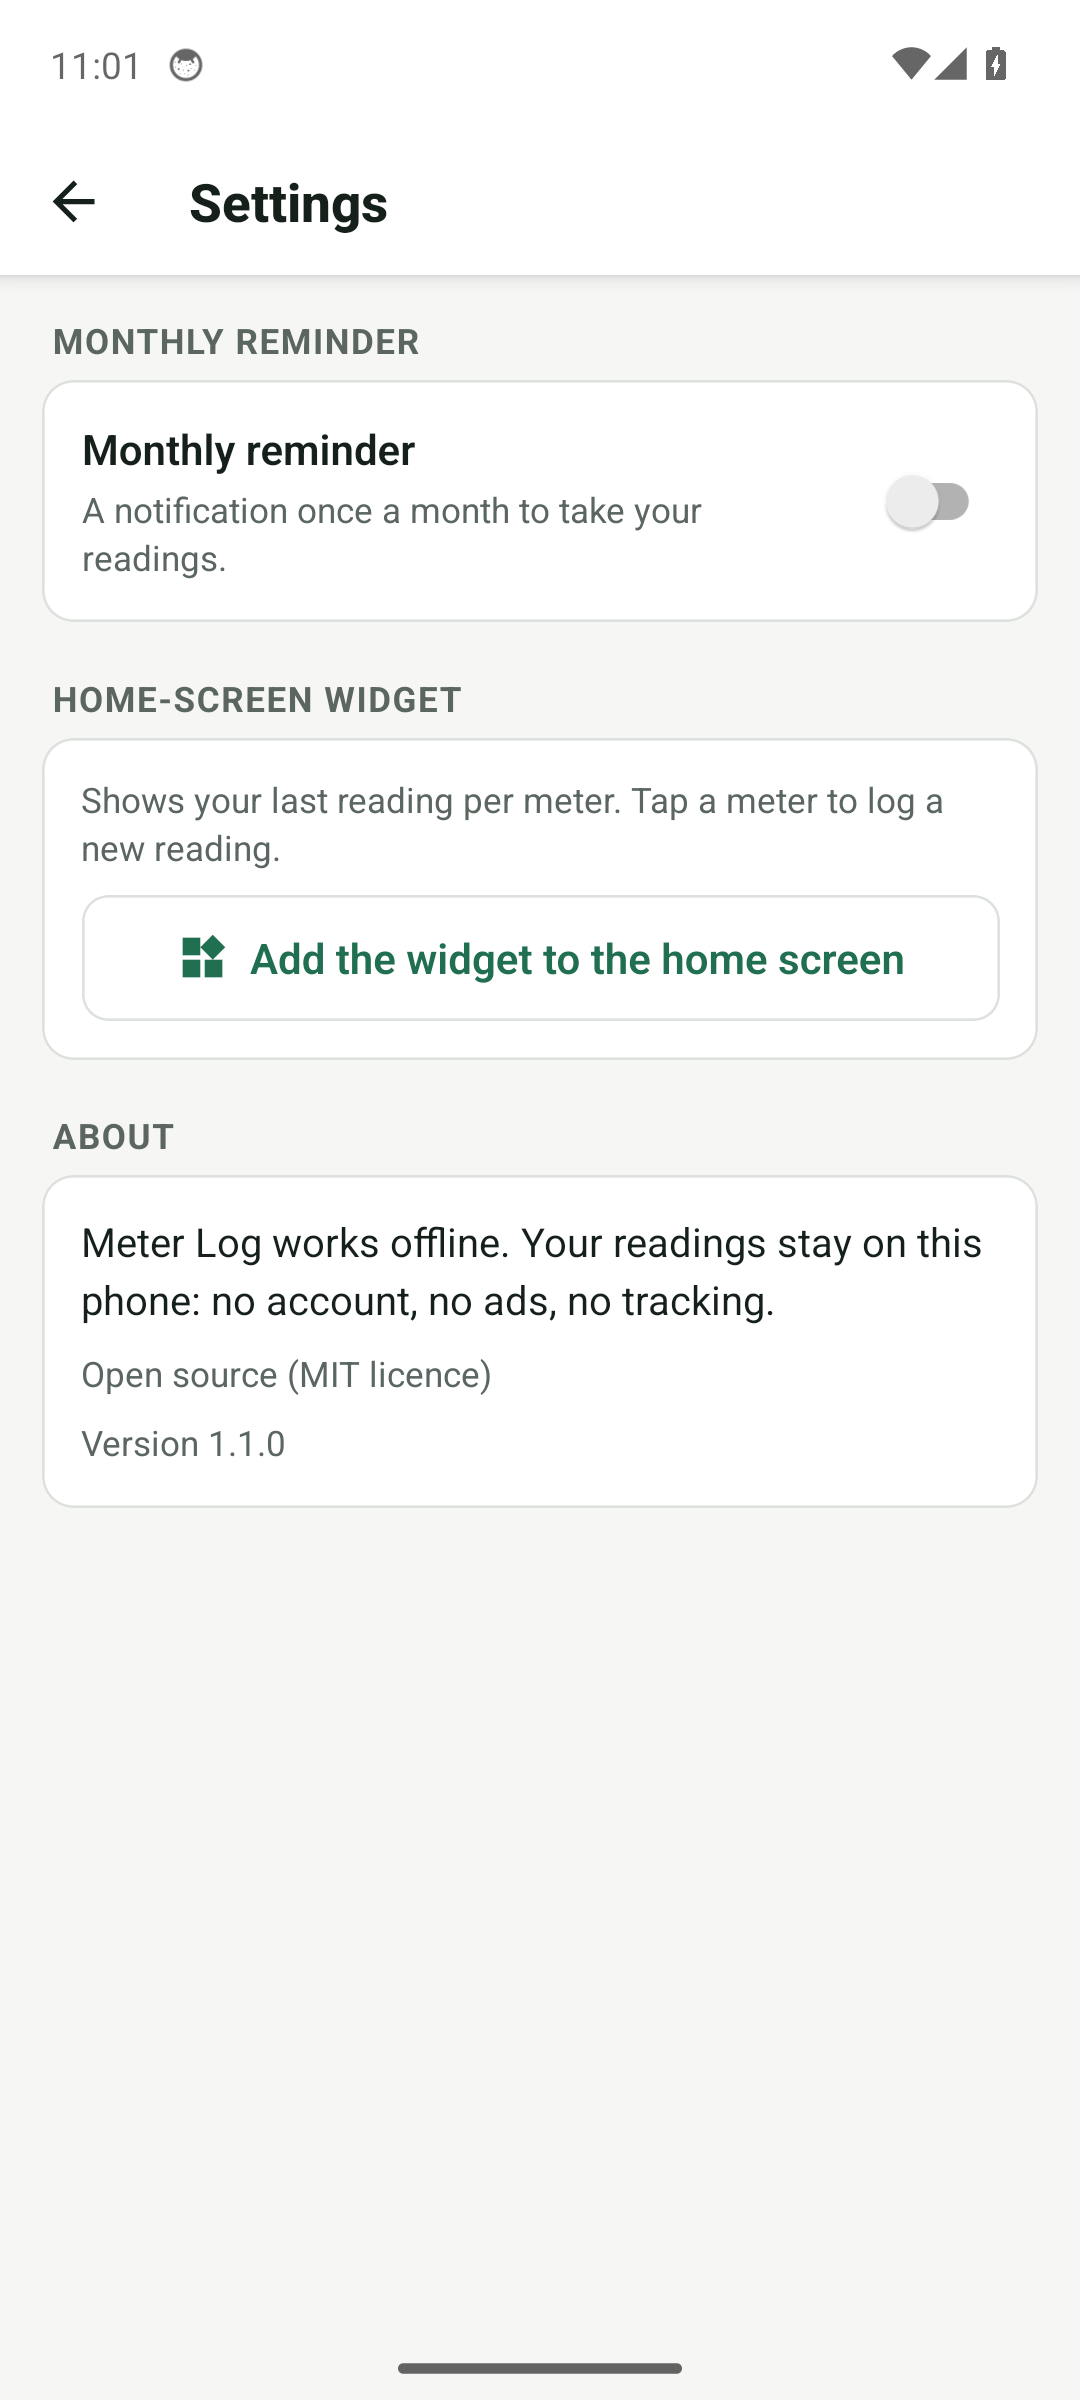 11:01
Settings
MONTHLY REMINDER
Monthly reminder
A notification once a month to take your
readings.
HOME-SCREEN WIDGET
Shows your last reading per meter. Tap a meter to log a
new reading.
Add the widget to the home screen
ABOUT
Meter Log works offline. Your readings stay on this
phone: no account, no ads, no tracking.
Open source (MIT licence)
Version 1.1.0